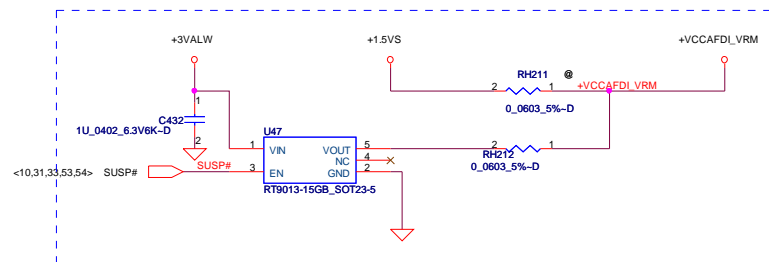 +3VALW +1.5VS +VCCAFDI_VRM
RH211 @
2 1 +VCCAFDI_VRM
0_0603_5%~D
1
C432
1U_0402_6.3V6K~D
2
U47
1 VIN VOUT 5 2 1
NC 4
RH212
GND 2
0_0603_5%~D
<10,31,33,53,54> SUSP# SUSP# 3 EN
RT9013-15GB_SOT23-5